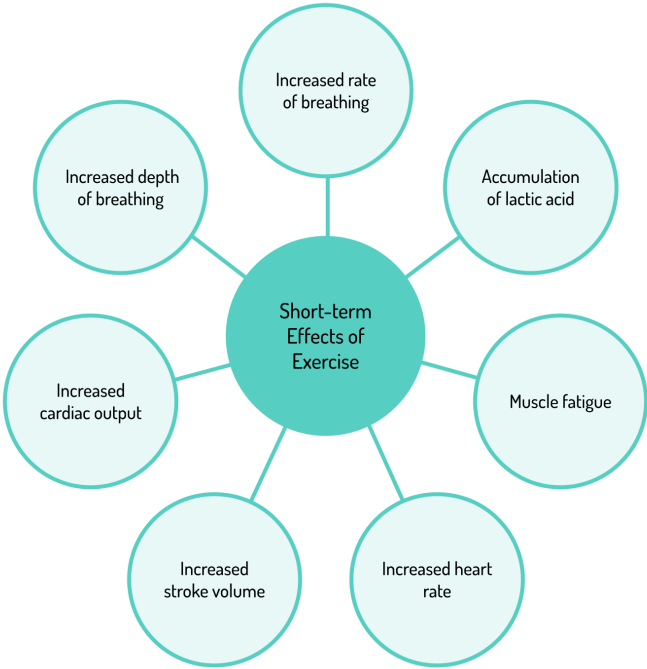 Increased rate
of breathing
Increased depth
of breathing
Accumulation
of lactic acid
Short-term
Effects of
Exercise
Increased
cardiac output
Muscle fatigue
Increased
stroke volume
Increased heart
rate